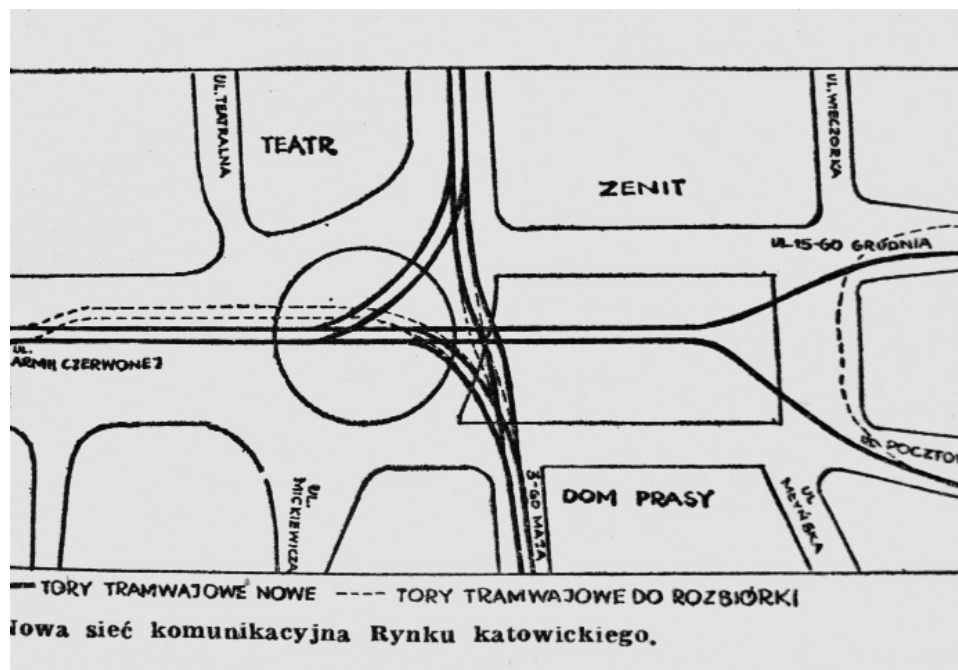 UL. TEATRALNA
TEATR
ZENIT
UL. WIECZORKA
UL. 15-GO GRUDNIA
UL.
ARMII CZERWONEJ
UL.
MICKIEWICZA
3-GO MAJA
DOM PRASY
UL.
MŁYŃSKA
TORY TRAMWAJOWE NOWE ---- TORY TRAMWAJOWE DO ROZBIÓRKI
Nowa sieć komunikacyjna Rynku katowickiego.